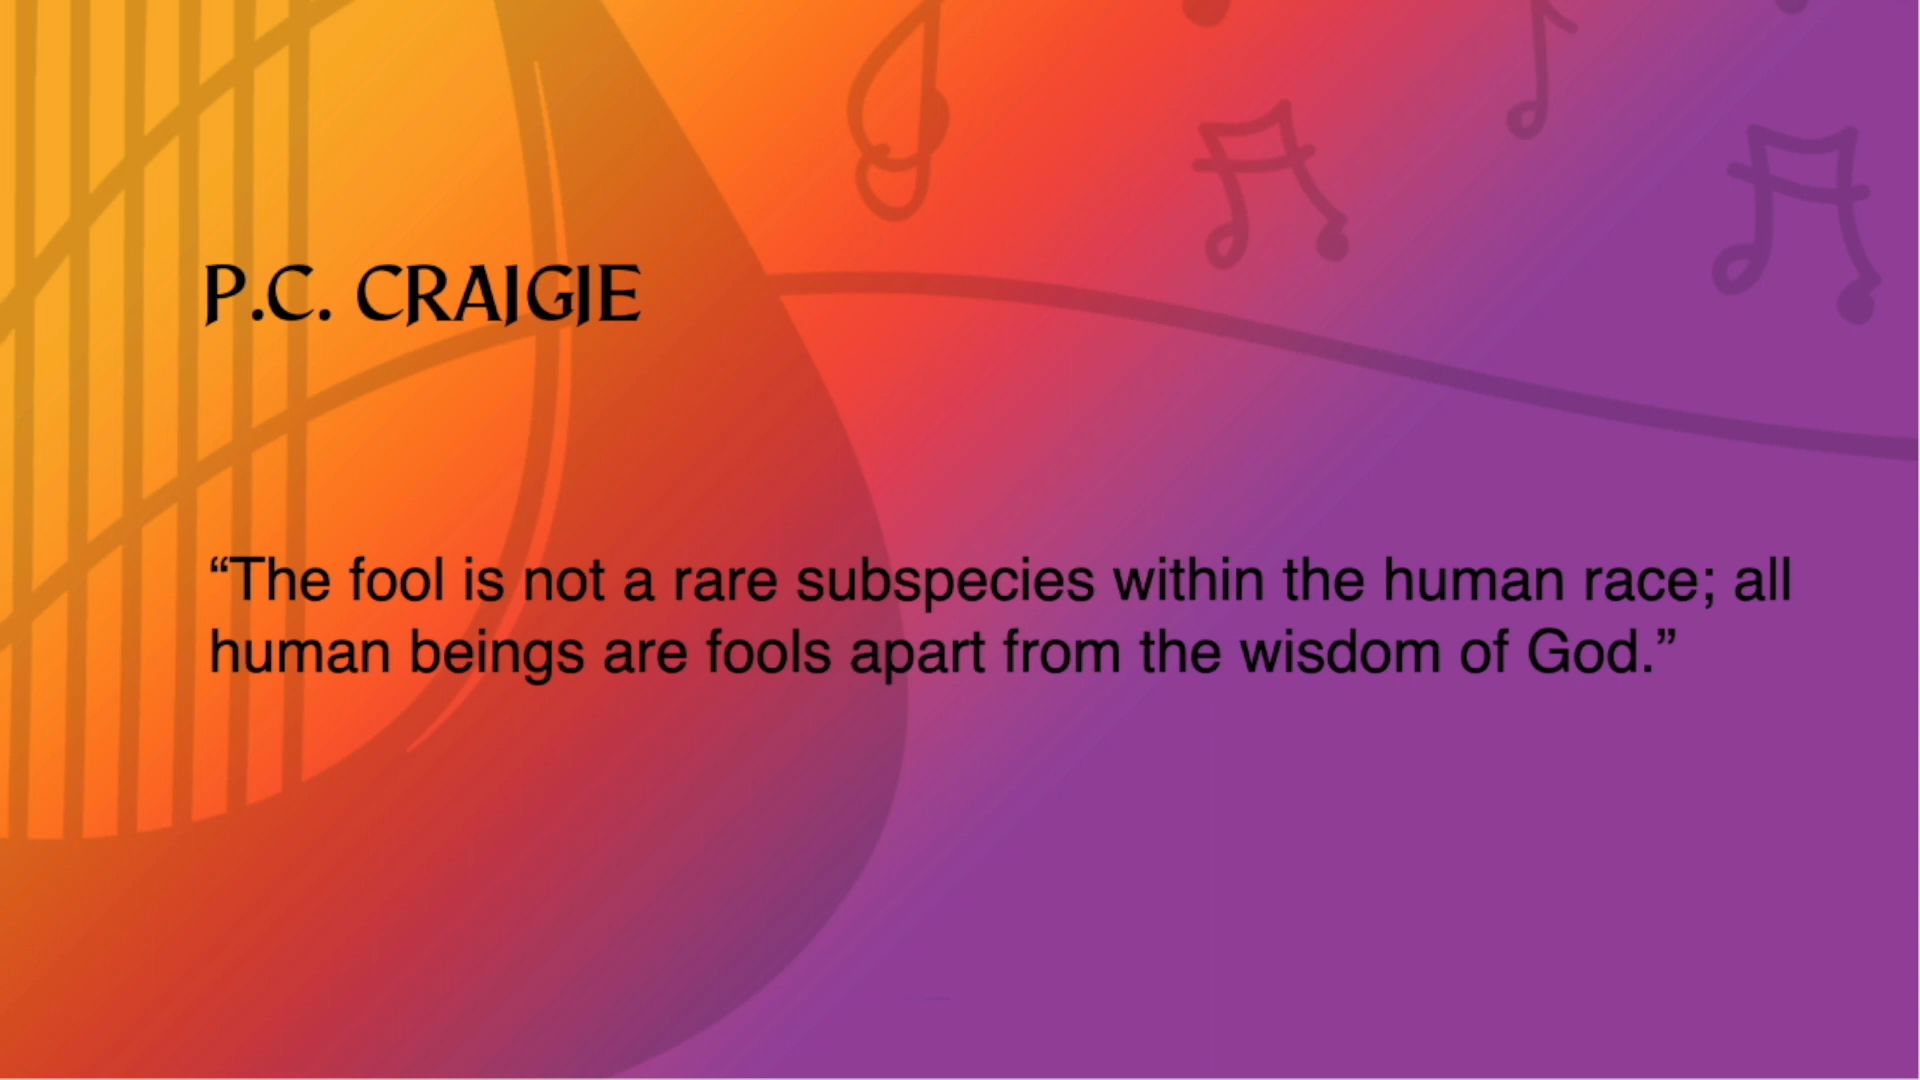 P.C. CRAIGIE
“The fool is not a rare subspecies within the human race; all
human beings are fools apart from the wisdom of God.”